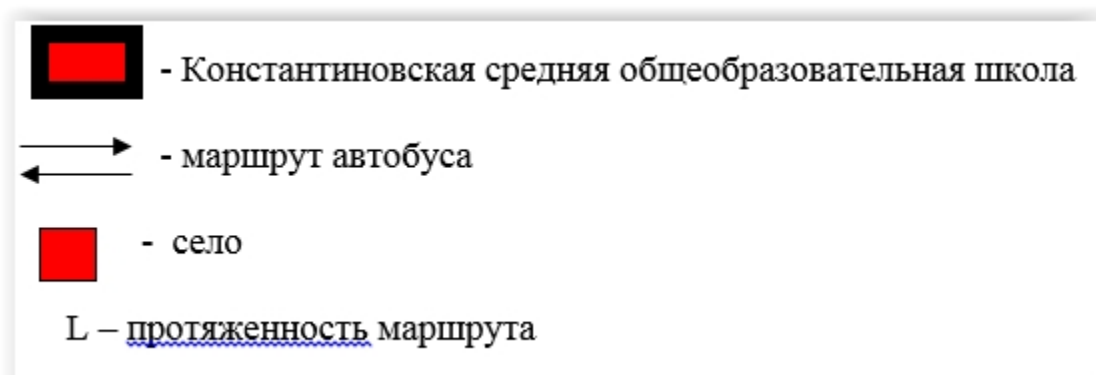 - Константиновская средняя общеобразовательная школа
- маршрут автобуса
- село
L – протяженность маршрута